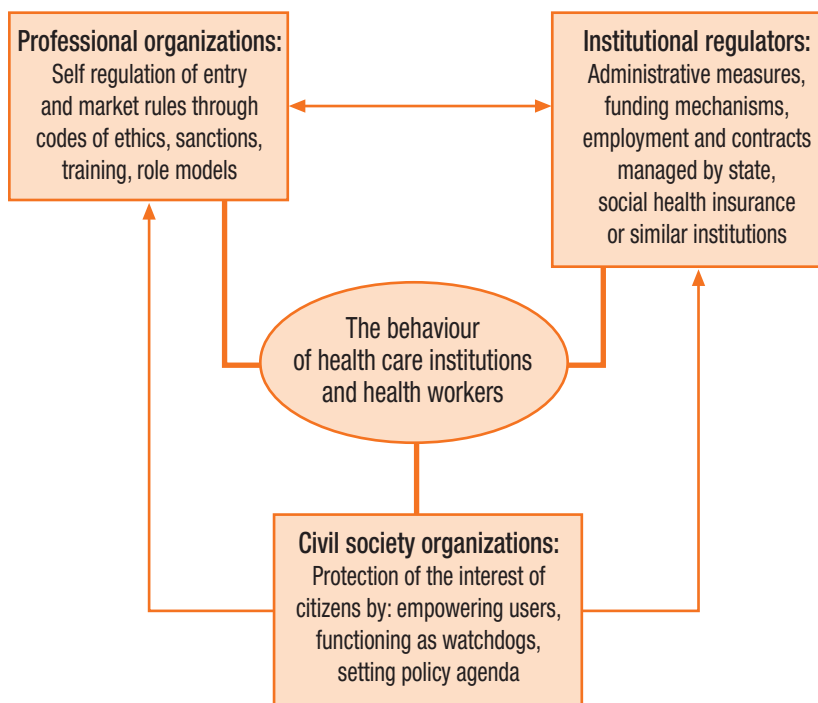 Professional organizations:
Self regulation of entry
and market rules through
codes of ethics, sanctions,
training, role models
Institutional regulators:
Administrative measures,
funding mechanisms,
employment and contracts
managed by state,
social health insurance
or similar institutions
The behaviour
of health care institutions
and health workers
Civil society organizations:
Protection of the interest of
citizens by: empowering users,
functioning as watchdogs,
setting policy agenda